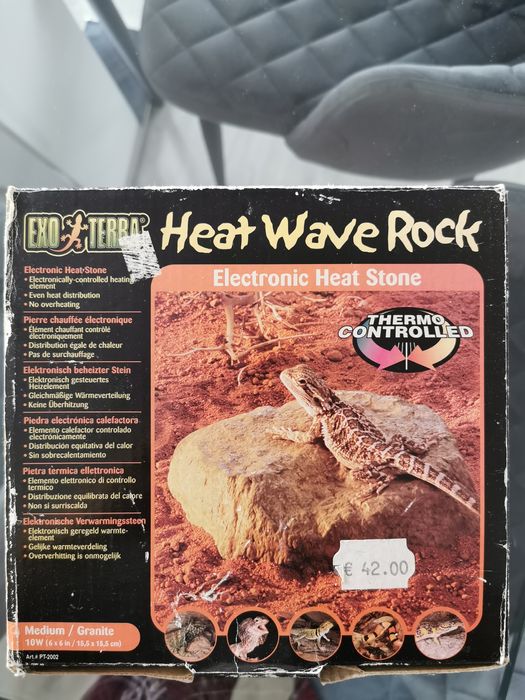 EXO TERRA®
Heat Wave Rock
Electronic Heat Stone
THERMO
CONTROLLED
Electronic Heat Stone
• Electronically-controlled heating
element
• Even heat distribution
• No overheating
Pierre chauffée électronique
• Élément chauffant contrôlé
électroniquement
• Distribution égale de chaleur
• Pas de surchauffage
Elektronisch beheizter Stein
• Elektronisch gesteuertes
Heizelement
• Gleichmäßige Wärmeverteilung
• Keine Überhitzung
Piedra electrónica calefactora
• Elemento calefactor controlado
electrónicamente
• Distribución equitativa del calor
• Sin sobrecalentamiento
Pietra termica ellettronica
• Elemento elettronico di controllo
termico
• Distribuzione equilibrata del calore
• Non si surriscalda
Elektronische Verwarmingssteen
• Elektronisch geregeld warmte-
element
• Gelijke warmteverdeling
• Oververhitting is onmogelijk
€ 42.00
Medium / Granite
10W (6 x 6 in / 15,5 x 15,5 cm)
Art.# PT-2002